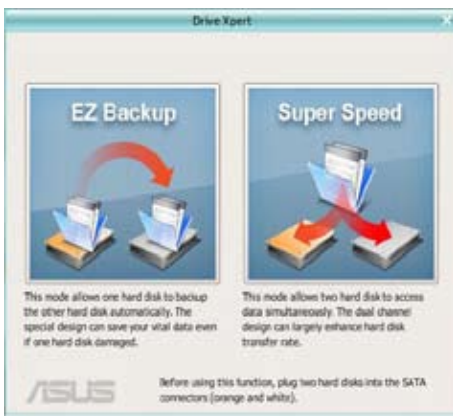 Drive Xpert
EZ Backup
This mode allows one hard disk to backup
the other hard disk automatically. The
special design can save your vital data even
if one hard disk damaged.
Super Speed
This mode allows two hard disk to access
data simultaneously. The dual channel
design can largely enhance hard disk
transfer rate.
ASUS
Before using this function, plug two hard disks into the SATA
connectors (orange and white).